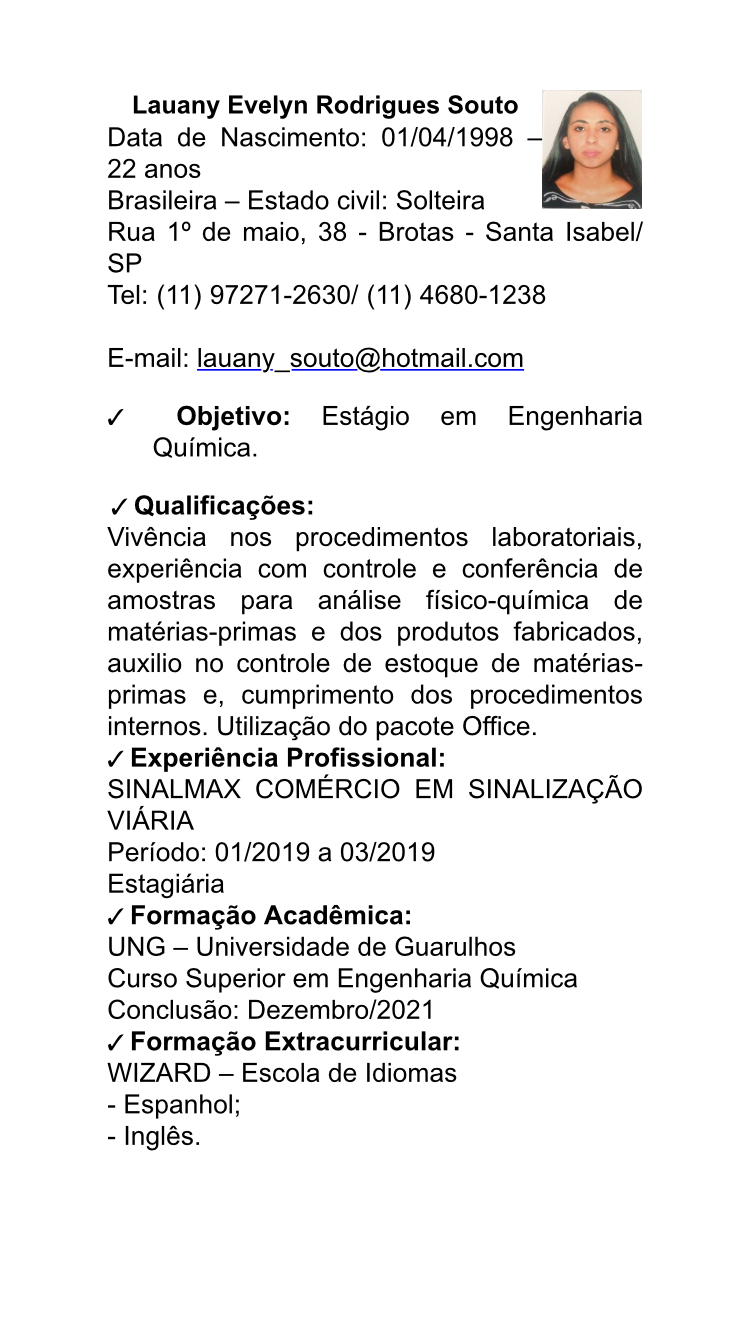 Lauany Evelyn Rodrigues Souto
Data de Nascimento: 01/04/1998 –
22 anos
Brasileira – Estado civil: Solteira
Rua 1º de maio, 38 - Brotas - Santa Isabel/
SP
Tel: (11) 97271-2630/ (11) 4680-1238
E-mail: lauany_souto@hotmail.com
✓ Objetivo: Estágio em Engenharia
Química.
✓ Qualificações:
Vivência nos procedimentos laboratoriais,
experiência com controle e conferência de
amostras para análise físico-química de
matérias-primas e dos produtos fabricados,
auxilio no controle de estoque de matérias-
primas e, cumprimento dos procedimentos
internos. Utilização do pacote Office.
✓ Experiência Profissional:
SINALMAX COMÉRCIO EM SINALIZAÇÃO
VIÁRIA
Período: 01/2019 a 03/2019
Estagiária
✓ Formação Acadêmica:
UNG – Universidade de Guarulhos
Curso Superior em Engenharia Química
Conclusão: Dezembro/2021
✓ Formação Extracurricular:
WIZARD – Escola de Idiomas
- Espanhol;
- Inglês.